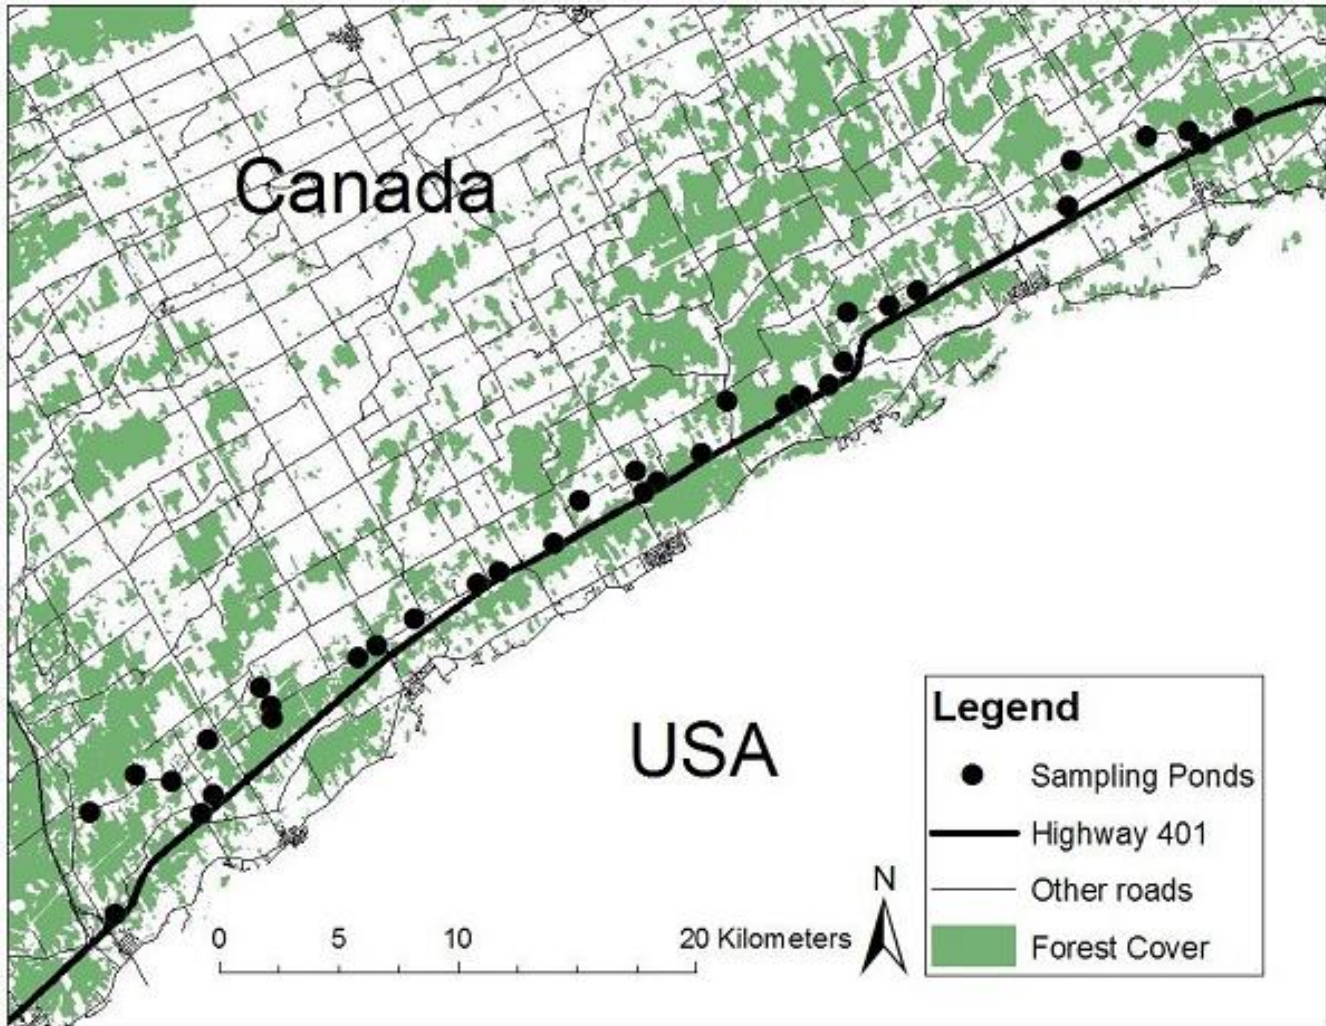 Canada
USA
Legend
Sampling Ponds
Highway 401
Other roads
Forest Cover
N
0 5 10 20 Kilometers